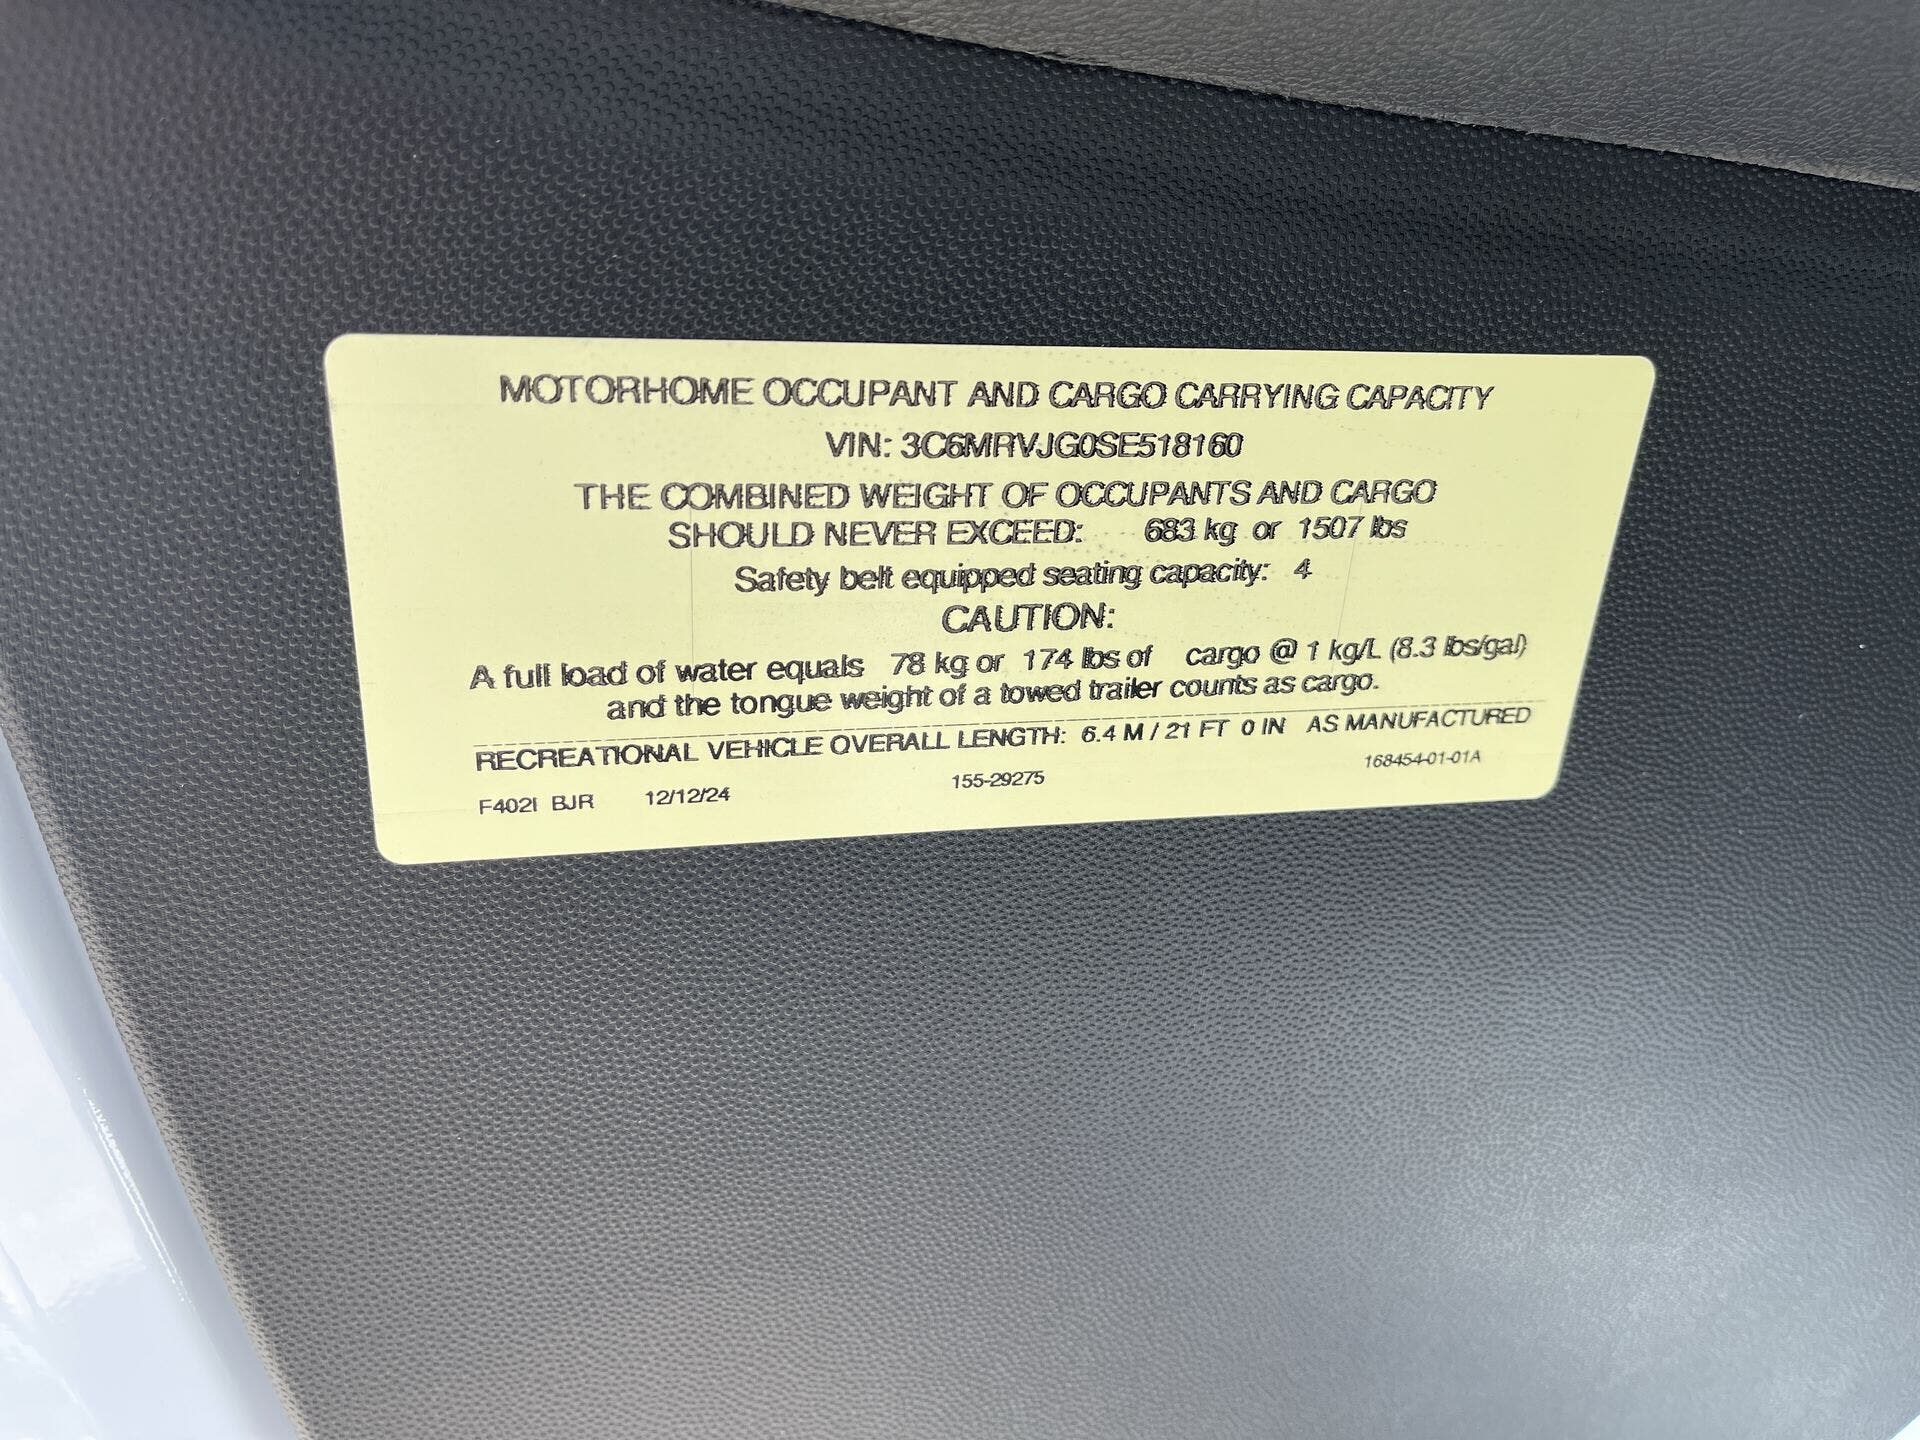 MOTORHOME OCCUPANT AND CARGO CARRYING CAPACITY
VIN: 3C6MRVJG0SE518160
THE COMBINED WEIGHT OF OCCUPANTS AND CARGO
SHOULD NEVER EXCEED: 683 kg or 1507 lbs
Safety belt equipped seating capacity: 4
CAUTION:
A full load of water equals 78 kg or 174 lbs of cargo @ 1 kg/L (8.3 lbs/gal)
and the tongue weight of a towed trailer counts as cargo.
RECREATIONAL VEHICLE OVERALL LENGTH: 6.4 M / 21 FT 0 IN AS MANUFACTURED
F402I BJR 12/12/24 155-29275 168454-01-01A